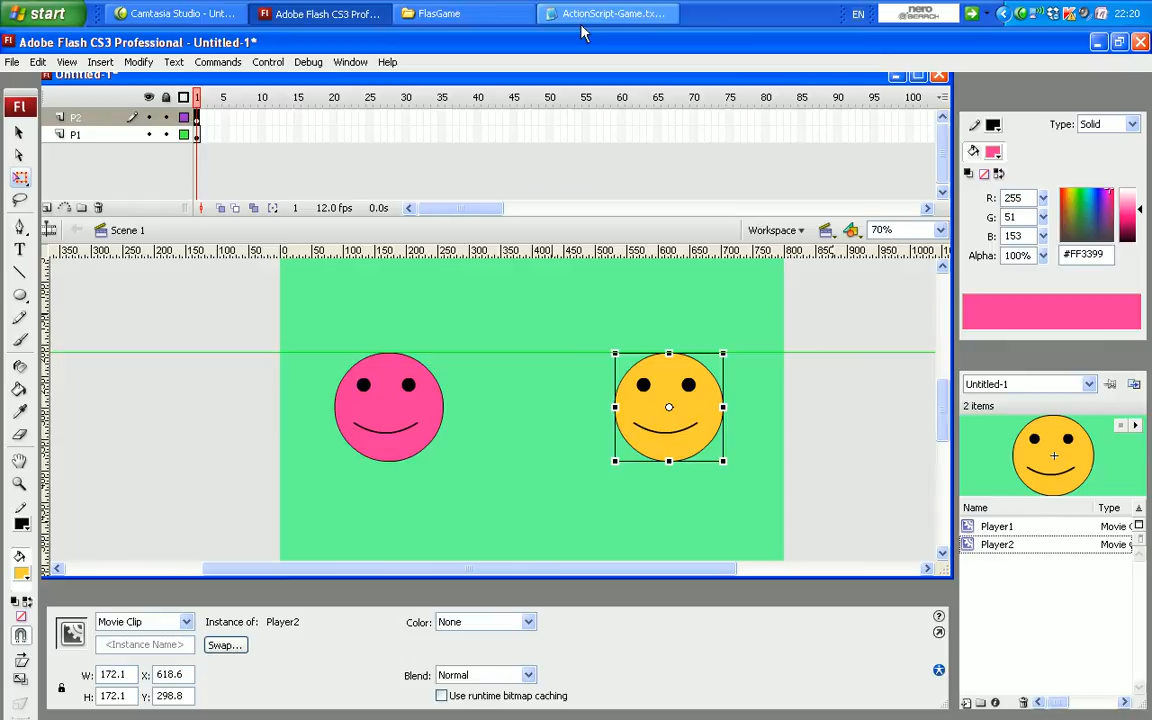 start Camtasia Studio - Unt... Adobe Flash CS3 Prof... FlasGame ActionScript-Game.tx... EN nero SEARCH 22:20
Fl Adobe Flash CS3 Professional - Untitled-1*
File Edit View Insert Modify Text Commands Control Debug Window Help
Untitled-1*
1 5 10 15 20 25 30 35 40 45 50 55 60 65 70 75 80 85 90 95 100
P2
P1
1 12.0 fps 0.0s
Scene 1 Workspace 70%
350 300 250 200 150 100 50 0 50 100 150 200 250 300 350 400 450 500 550 600 650 700 750 800 850 900 950 1000
Fl
Type: Solid
R: 255
G: 51
B: 153
Alpha: 100% #FF3399
Untitled-1
2 items
Name Type
Player1 Movie
Player2 Movie
Movie Clip Instance of: Player2 Color: None
<Instance Name> Swap...
W: 172.1 X: 618.6 Blend: Normal
H: 172.1 Y: 298.8 Use runtime bitmap caching